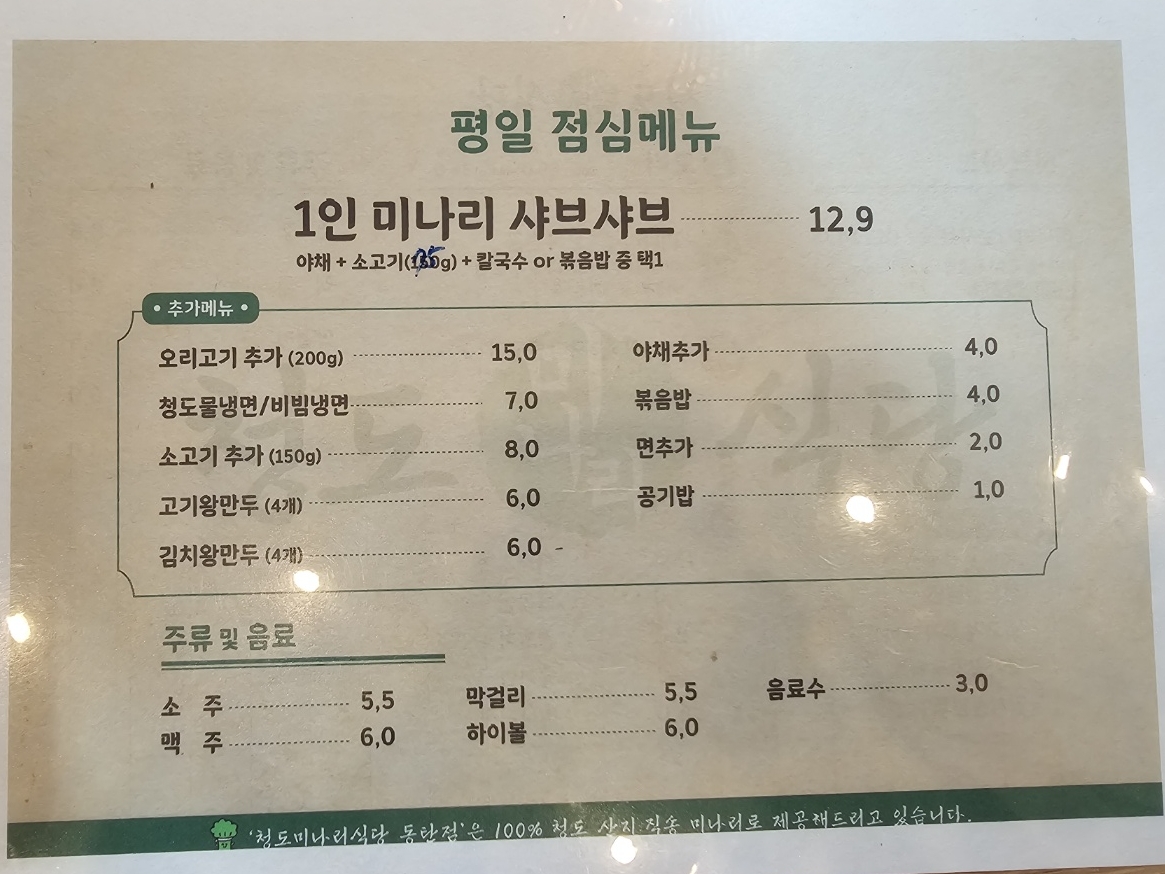 평일 점심메뉴
1인 미나리 샤브샤브 12,9
야채 + 소고기(150g) + 칼국수 or 볶음밥 중 택1
• 추가메뉴 •
오리고기 추가 (200g) 15,0
청도물냉면/비빔냉면 7,0
소고기 추가 (150g) 8,0
고기왕만두 (4개) 6,0
김치왕만두 (4개) 6,0
야채추가 4,0
볶음밥 4,0
면추가 2,0
공기밥 1,0
주류 및 음료
소 주 5,5
맥 주 6,0
막걸리 5,5
하이볼 6,0
음료수 3,0
'청도미나리식당 동탄점'은 100% 청도 산지 직송 미나리로 제공해드리고 있습니다.